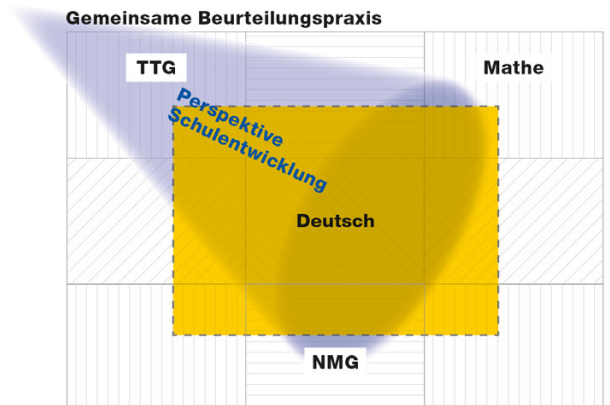 Gemeinsame Beurteilungspraxis
TTG
Mathe
Perspektive
Schulentwicklung
Deutsch
NMG